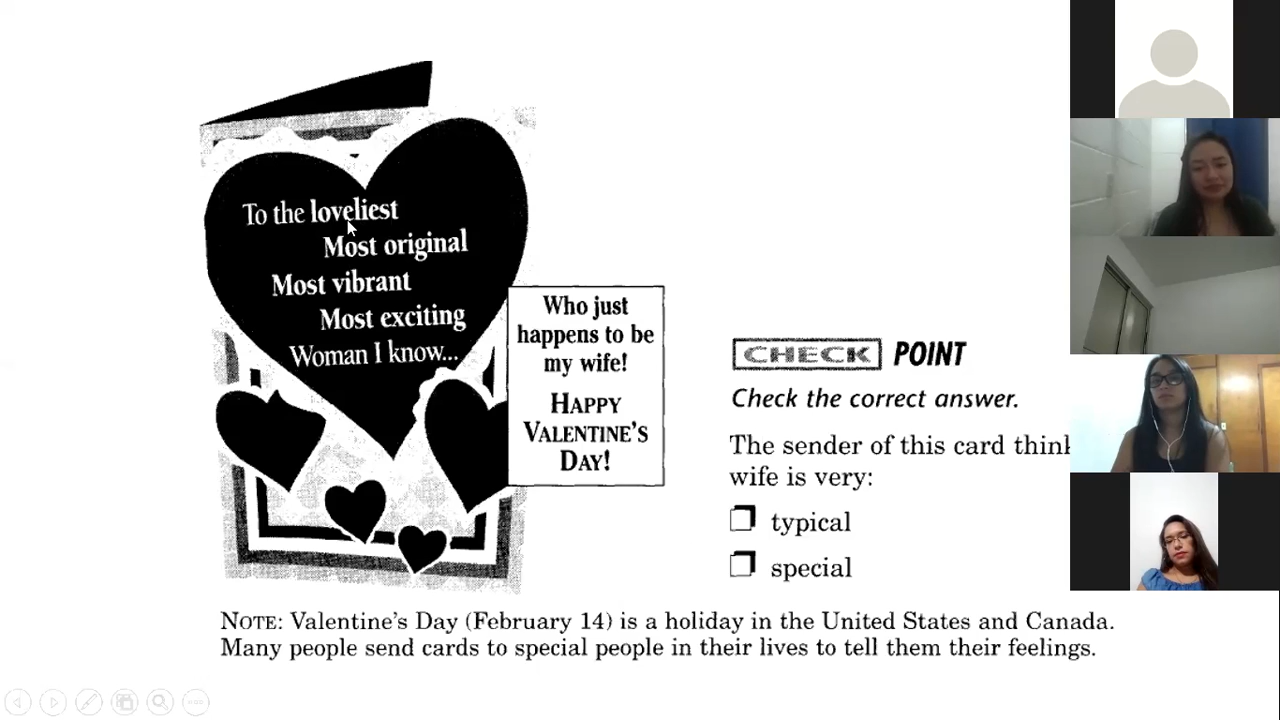 To the loveliest
Most original
Most vibrant
Most exciting
Woman I know...
Who just
happens to be
my wife!
HAPPY
VALENTINE'S
DAY!
CHECK POINT
Check the correct answer.
The sender of this card think
wife is very:
typical
special
NOTE: Valentine's Day (February 14) is a holiday in the United States and Canada.
Many people send cards to special people in their lives to tell them their feelings.